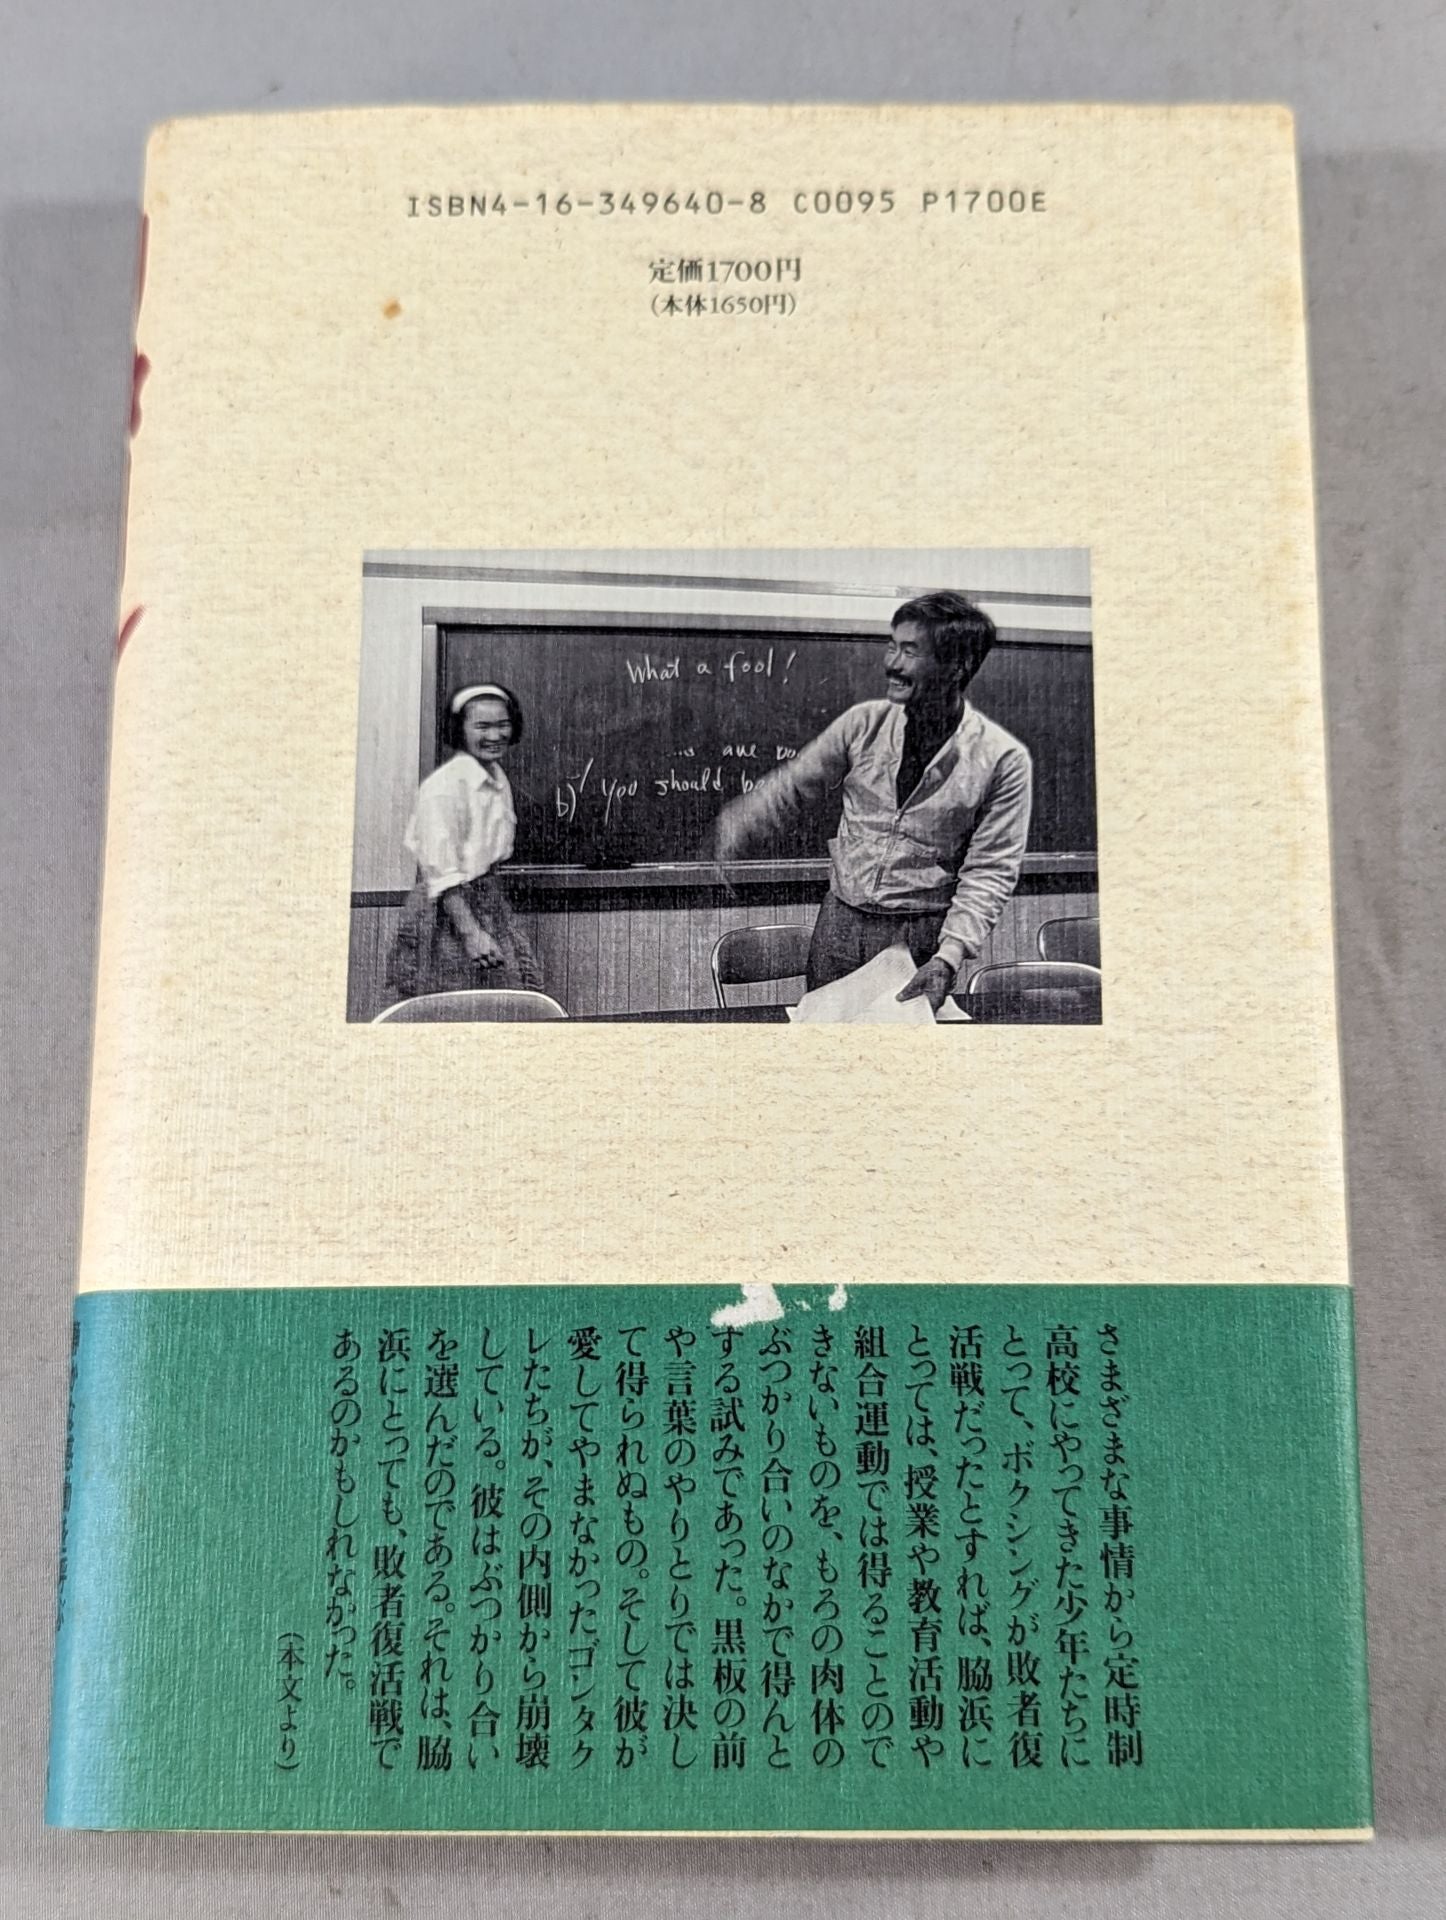 ISBN4-16-349640-8 C0095 P1700E
定価1700円
(本体1650円)
What a fool!
are
b) You should be
さまざまな事情から定時制
高校にやってきた少年たちに
とって、ボクシングが敗者復
活戦だったとすれば、脇浜に
とっては、授業や教育活動や
組合運動では得ることので
きないものを、もろの肉体の
ぶつかり合いのなかで得んと
する試みであった。黒板の前
や言葉のやりとりでは決し
て得られぬもの。そして彼が
愛してやまなかったゴンタク
レたちが、その内側から崩壊
している。彼はぶつかり合い
を選んだのである。それは、脇
浜にとっても、敗者復活戦で
あるのかもしれなかった。
(本文より)